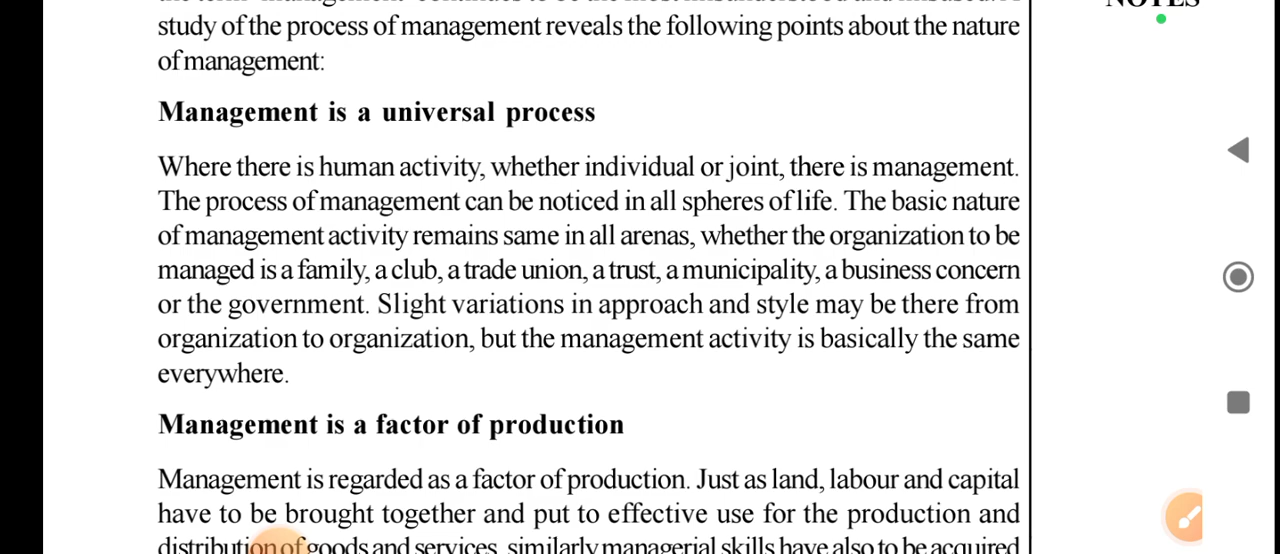 study of the process of management reveals the following points about the nature
of management:
NOTES
Management is a universal process
Where there is human activity, whether individual or joint, there is management.
The process of management can be noticed in all spheres of life. The basic nature
of management activity remains same in all arenas, whether the organization to be
managed is a family, a club, a trade union, a trust, a municipality, a business concern
or the government. Slight variations in approach and style may be there from
organization to organization, but the management activity is basically the same
everywhere.
Management is a factor of production
Management is regarded as a factor of production. Just as land, labour and capital
have to be brought together and put to effective use for the production and
distribution of goods and services, similarly managerial skills have also to be acquired